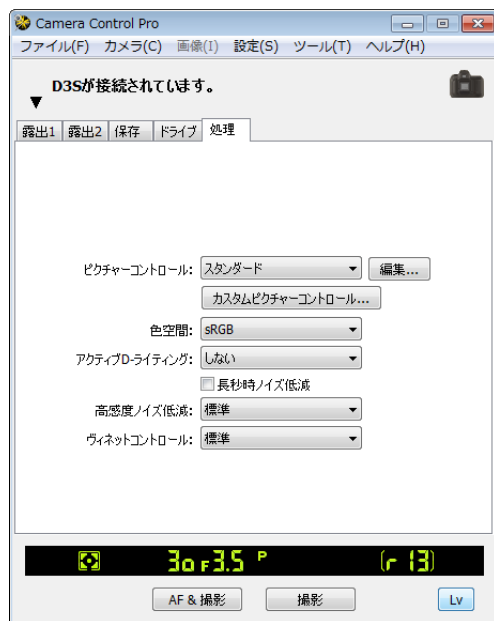 Camera Control Pro
ファイル(F) カメラ(C) 画像(I) 設定(S) ツール(T) ヘルプ(H)
D3Sが接続されています。
露出1 露出2 保存 ドライブ 処理
ピクチャーコントロール: スタンダード 編集...
カスタムピクチャーコントロール...
色空間: sRGB
アクティブD-ライティング: しない
長秒時ノイズ低減
高感度ノイズ低減: 標準
ヴィネットコントロール: 標準
30 F3.5 P (r 13)
AF & 撮影 撮影 Lv